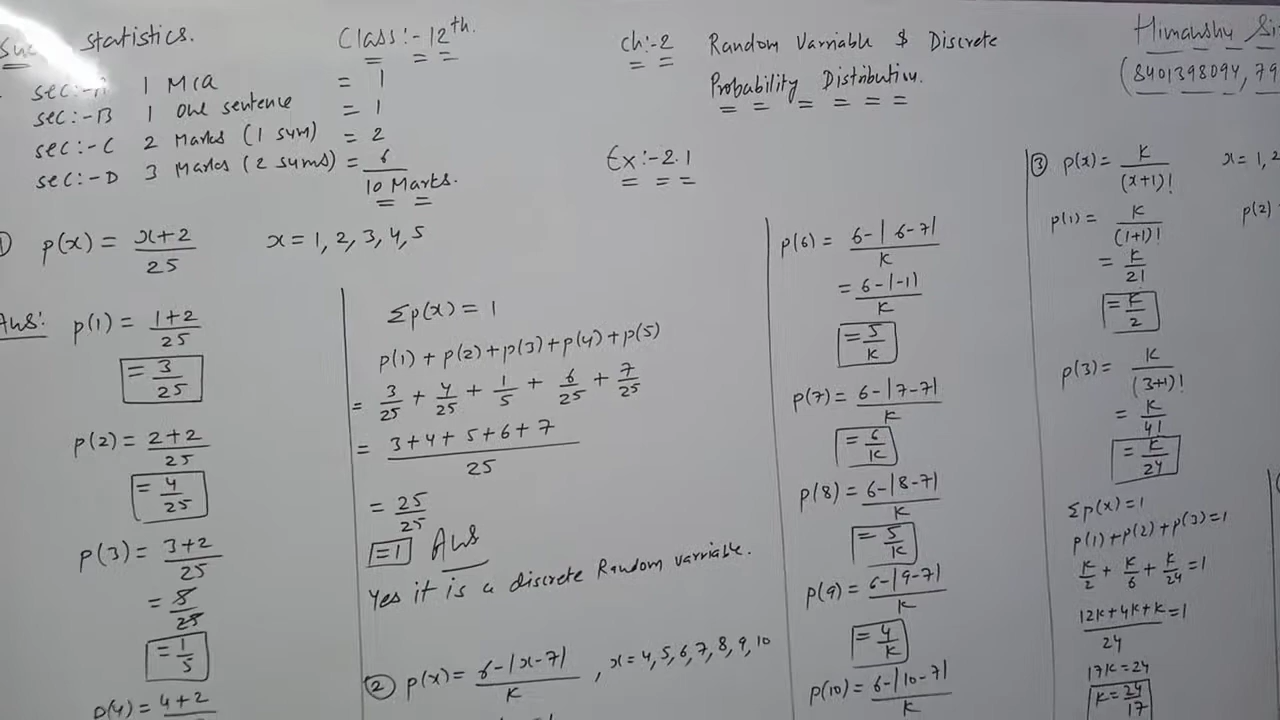 statistics.
Class:-12th.
Ch:-2 Random Variable & Discrete
Probability Distribution.
Himanshu
(8401398094, 79
1 MCQ = 1
sec:-B 1 one sentence = 1
sec:-C 2 Marks (1 sum) = 2
sec:-D 3 Marks (2 sums) = 6
10 Marks.
Ex:-2.1
p(x) = x+2/25 x = 1, 2, 3, 4, 5
Ans:
p(1) = 1+2/25
= 3/25
p(2) = 2+2/25
= 4/25
p(3) = 3+2/25
= 5/25
= 1/5
p(4) = 4+2
Σp(x) = 1
p(1) + p(2) + p(3) + p(4) + p(5)
= 3/25 + 4/25 + 1/5 + 6/25 + 7/25
= 3+4+5+6+7/25
= 25/25
= 1 Ans
Yes it is a discrete Random varriable.
② p(x) = 6-|x-7|/K , x = 4, 5, 6, 7, 8, 9, 10
p(6) = 6-|6-7|/K
= 6-|-1|/K
= 5/K
p(7) = 6-|7-7|/K
= 6/K
p(8) = 6-|8-7|/K
= 5/K
p(9) = 6-|9-7|/K
= 4/K
p(10) = 6-|10-7|/K
③ p(x) = K/(x+1)! x = 1, 2
p(1) = K/(1+1)! p(2)
= K/2!
= K/2
p(3) = K/(3+1)!
= K/4!
= K/24
Σp(x) = 1
p(1) + p(2) + p(3) = 1
K/2 + K/6 + K/24 = 1
12K+4K+K/24 = 1
17K = 24
K = 24/17